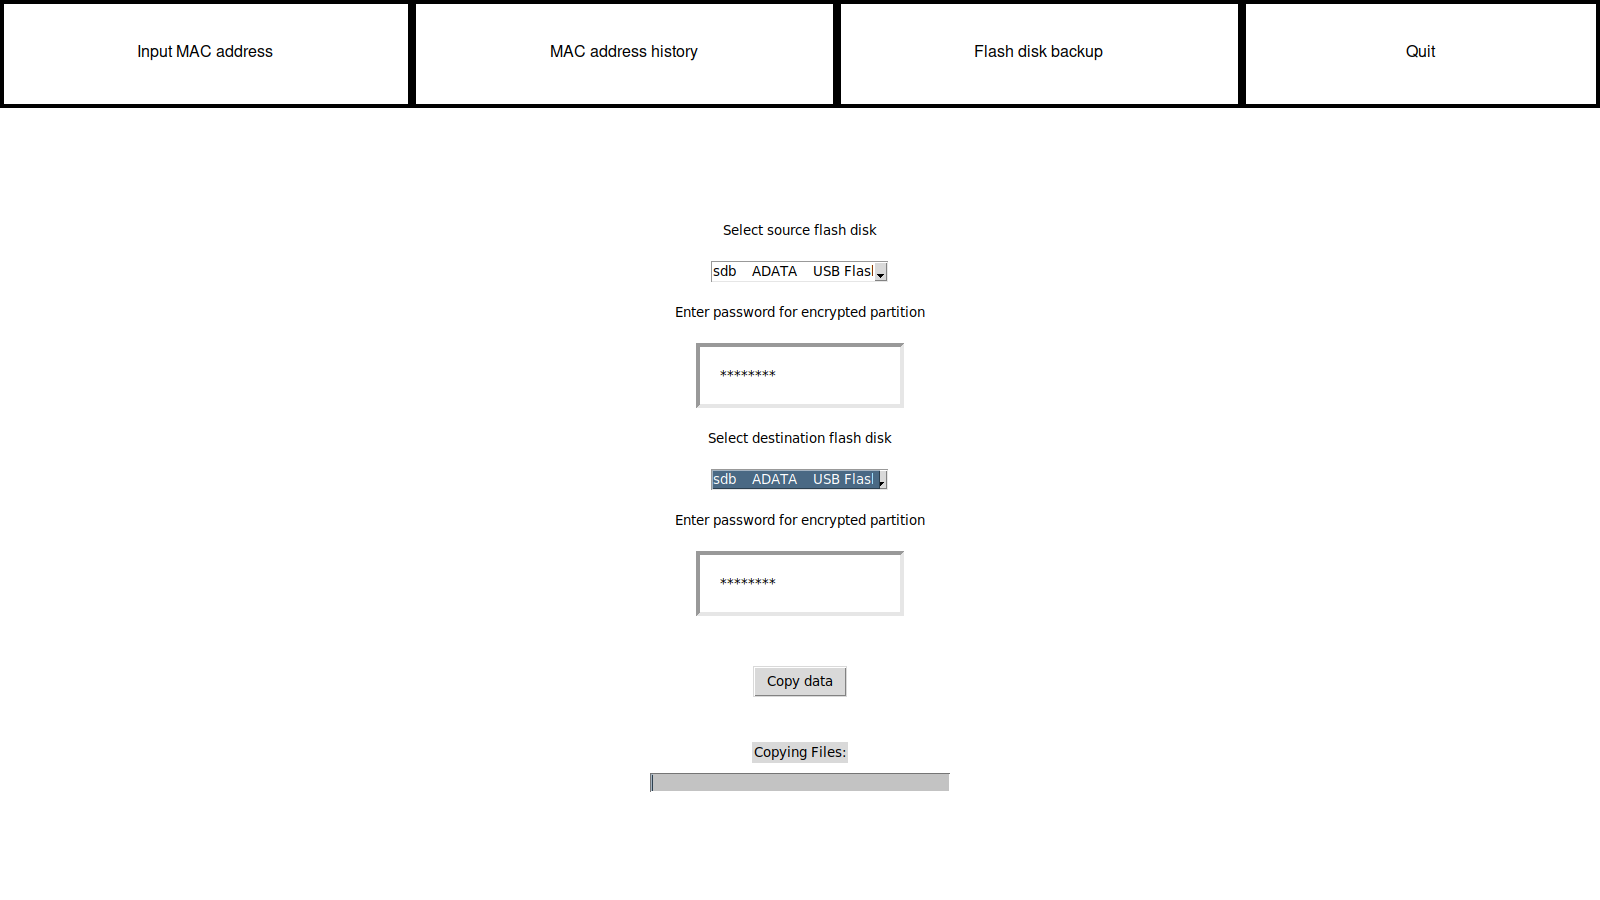 Input MAC address
MAC address history
Flash disk backup
Quit
Select source flash disk
sdb ADATA USB Flas
Enter password for encrypted partition
********
Select destination flash disk
sdb ADATA USB Flas
Enter password for encrypted partition
********
Copy data
Copying Files: